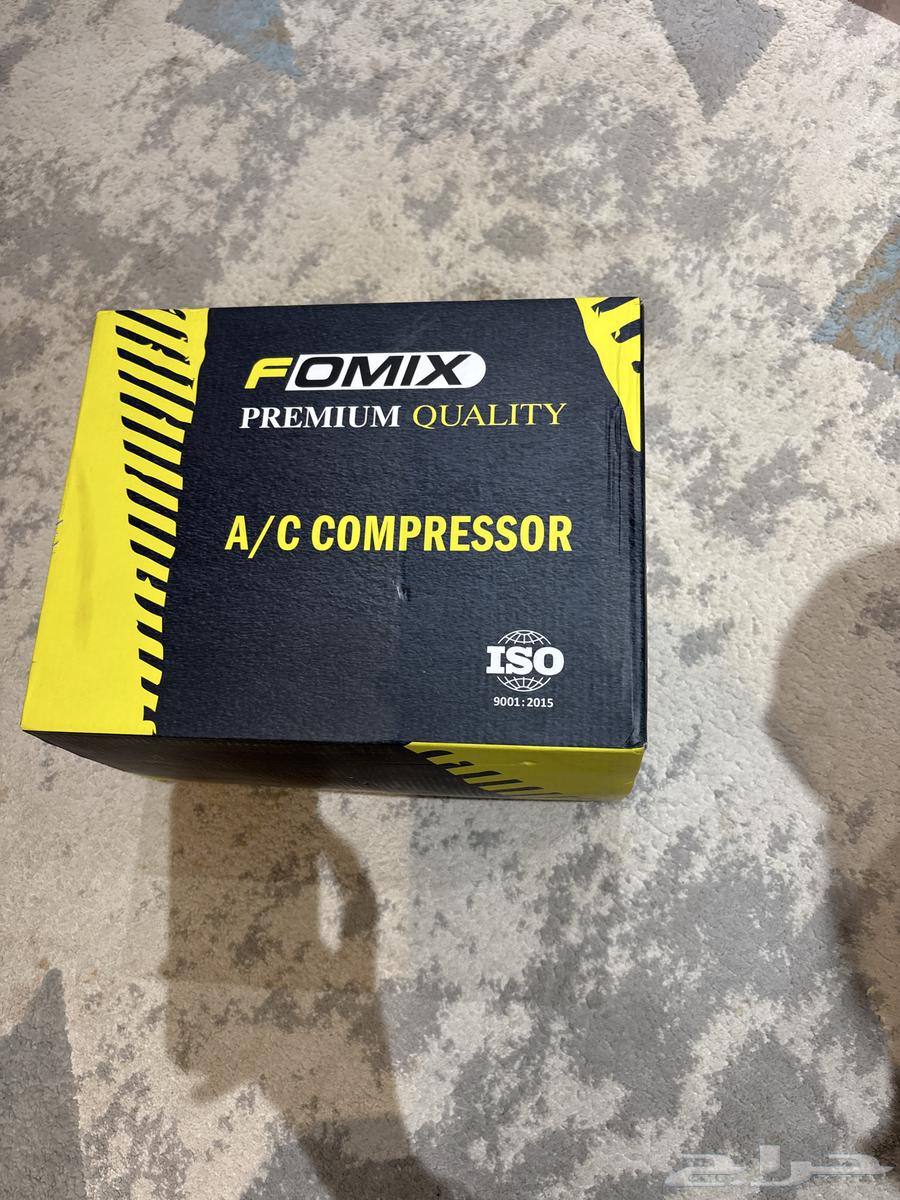 FOMIX
PREMIUM QUALITY
A/C COMPRESSOR
ISO
9001:2015
حراج